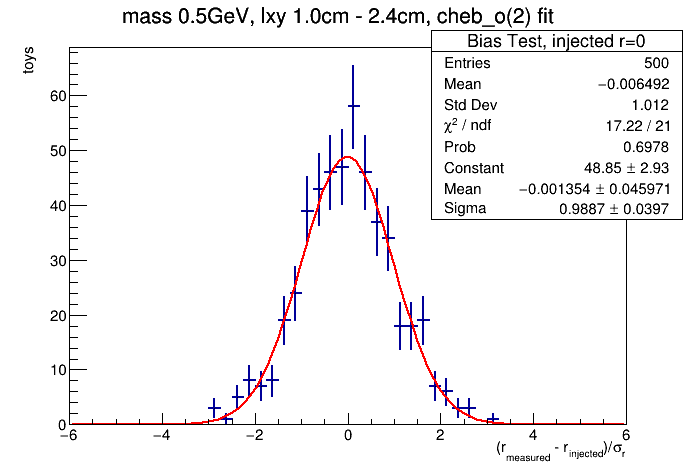 mass 0.5GeV, lxy 1.0cm - 2.4cm, cheb_o(2) fit
toys
Bias Test, injected r=0
Entries 500
Mean −0.006492
Std Dev 1.012
χ² / ndf 17.22 / 21
Prob 0.6978
Constant 48.85 ± 2.93
Mean −0.001354 ± 0.045971
Sigma 0.9887 ± 0.0397
60
50
40
30
20
10
0
−6 −4 −2 0 2 4 6
(r_measured - r_injected)/σ_r